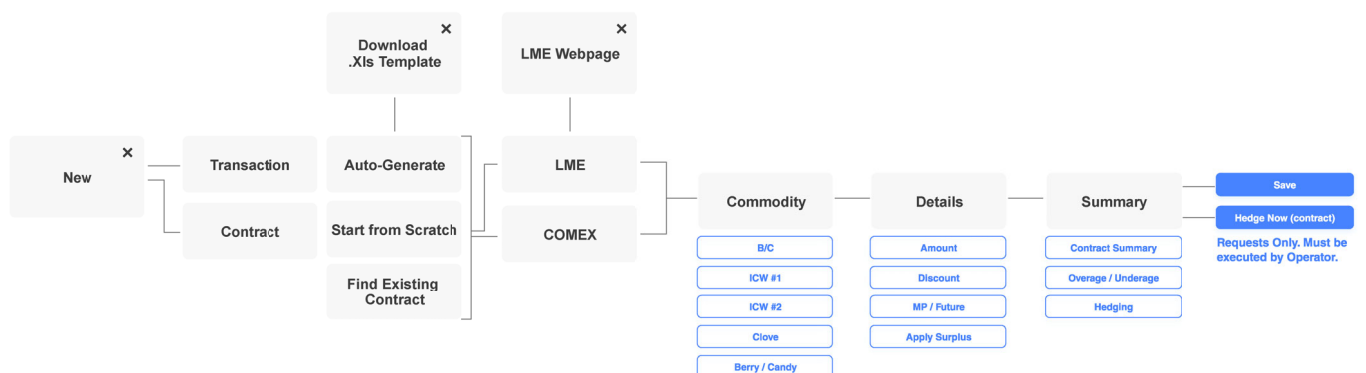 Download
.Xls Template
LME Webpage
New
Transaction
Contract
Auto-Generate
Start from Scratch
Find Existing
Contract
LME
COMEX
Commodity
B/C
ICW #1
ICW #2
Clove
Berry / Candy
Details
Amount
Discount
MP / Future
Apply Surplus
Summary
Contract Summary
Overage / Underage
Hedging
Save
Hedge Now (contract)
Requests Only. Must be
executed by Operator.